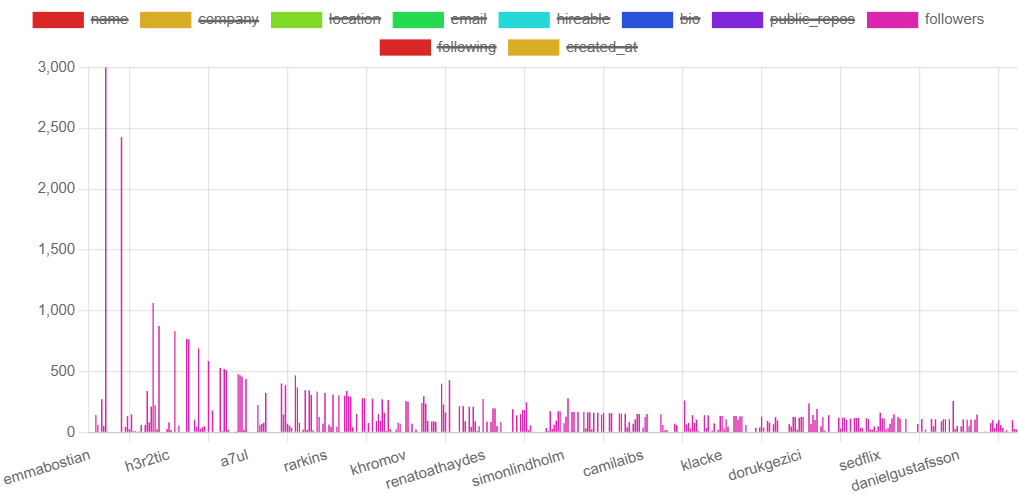 name company location email hireable bio public_repos followers
following created_at
3,000
2,500
2,000
1,500
1,000
500
0
emmabostian h3r2tic a7ul rarkins khromov renatoathaydes simonlindholm camilaibs klacke dorukgezici sedflix danielgustafsson